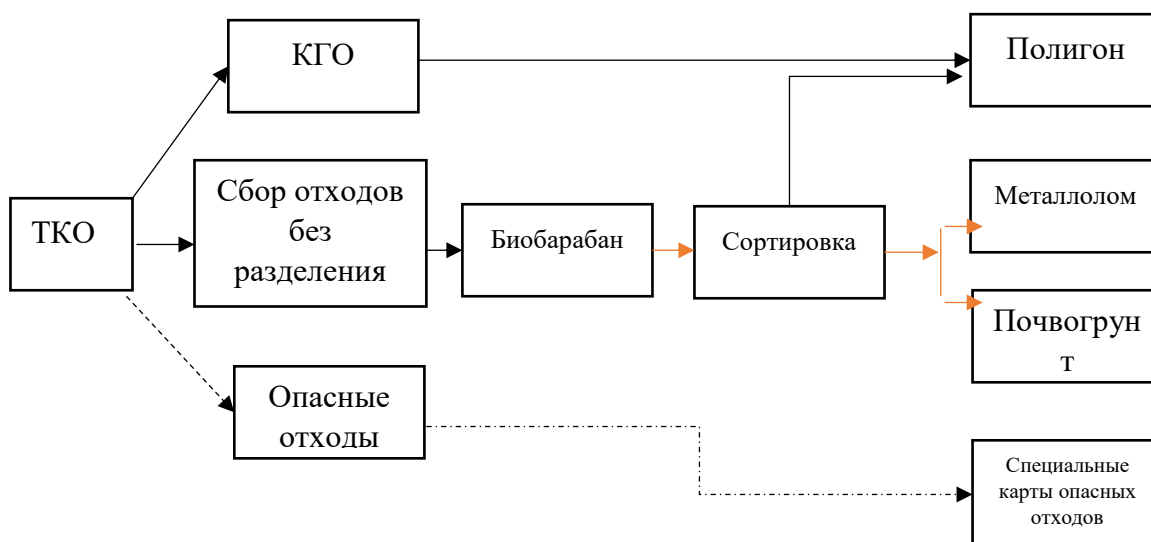 КГО
Полигон
ТКО
Сбор отходов
без
разделения
Биобарабан
Сортировка
Металлолом
Почвогрун
т
Опасные
отходы
Специальные
карты опасных
отходов